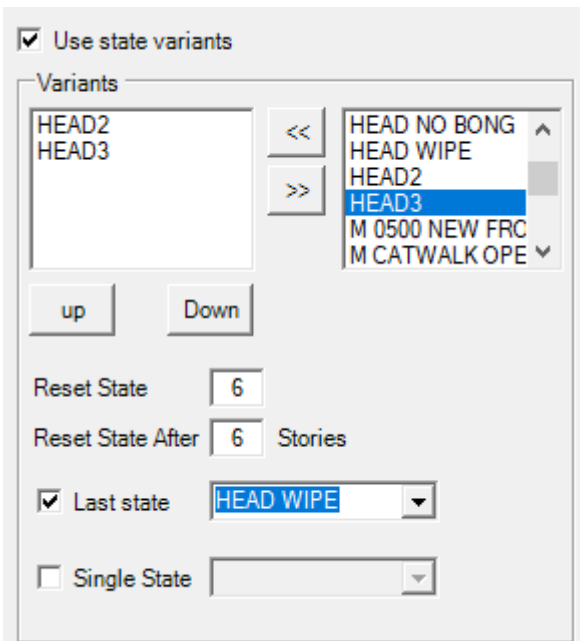 Use state variants
Variants
HEAD2
HEAD3
<<
>>
HEAD NO BONG
HEAD WIPE
HEAD2
HEAD3
M 0500 NEW FRO
M CATWALK OPE
up
Down
Reset State 6
Reset State After 6 Stories
Last state HEAD WIPE
Single State